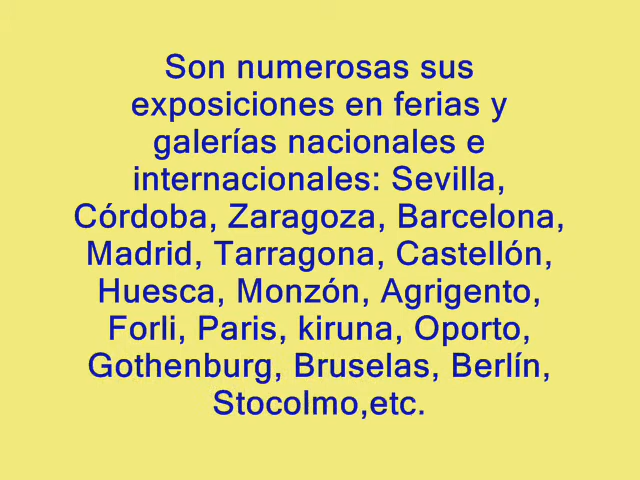 Son numerosas sus
exposiciones en ferias y
galerías nacionales e
internacionales: Sevilla,
Córdoba, Zaragoza, Barcelona,
Madrid, Tarragona, Castellón,
Huesca, Monzón, Agrigento,
Forli, Paris, kiruna, Oporto,
Gothenburg, Bruselas, Berlín,
Stocolmo,etc.